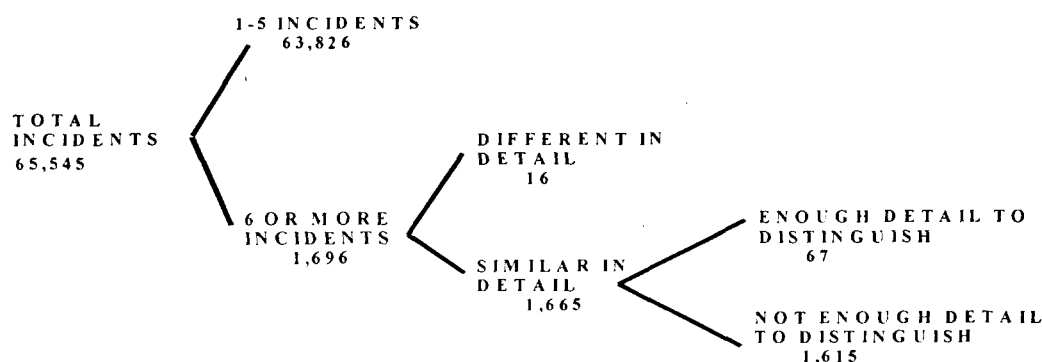 1-5 INCIDENTS
63,826
TOTAL
INCIDENTS
65,545
DIFFERENT IN
DETAIL
16
6 OR MORE
INCIDENTS
1,696
SIMILAR IN
DETAIL
1,665
ENOUGH DETAIL TO
DISTINGUISH
67
NOT ENOUGH DETAIL
TO DISTINGUISH
1,615